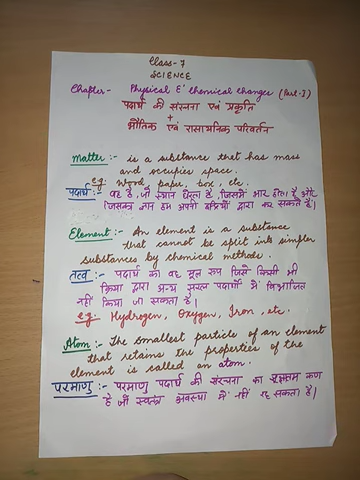 Class-7
SCIENCE
Chapter- Physical & Chemical Changes (Part-I)
पदार्थ की संरचना एवं प्रकृति
+
भौतिक एवं रासायनिक परिवर्तन
Matter:- is a substance that has mass
and occupies space.
eg: Wood, paper, box, etc.
पदार्थ:- वह है, जो स्थान घेरता है, जिसमें भार होता है और
जिसका ज्ञान हम अपनी इन्द्रियों द्वारा कर सकते हैं।
Element:- An element is a substance
that cannot be split into simpler
substances by chemical methods.
तत्व:- पदार्थ का वह मूल रूप जिसे किसी भी
क्रिया द्वारा अन्य सरल पदार्थों में विभाजित
नहीं किया जा सकता है।
eg: Hydrogen, Oxygen, Iron, etc.
Atom:- The smallest particle of an element
that retains the properties of the
element is called an atom.
परमाणु:- परमाणु पदार्थ की संरचना का सूक्ष्मतम कण
है जो स्वतंत्र अवस्था में नहीं रह सकता है।